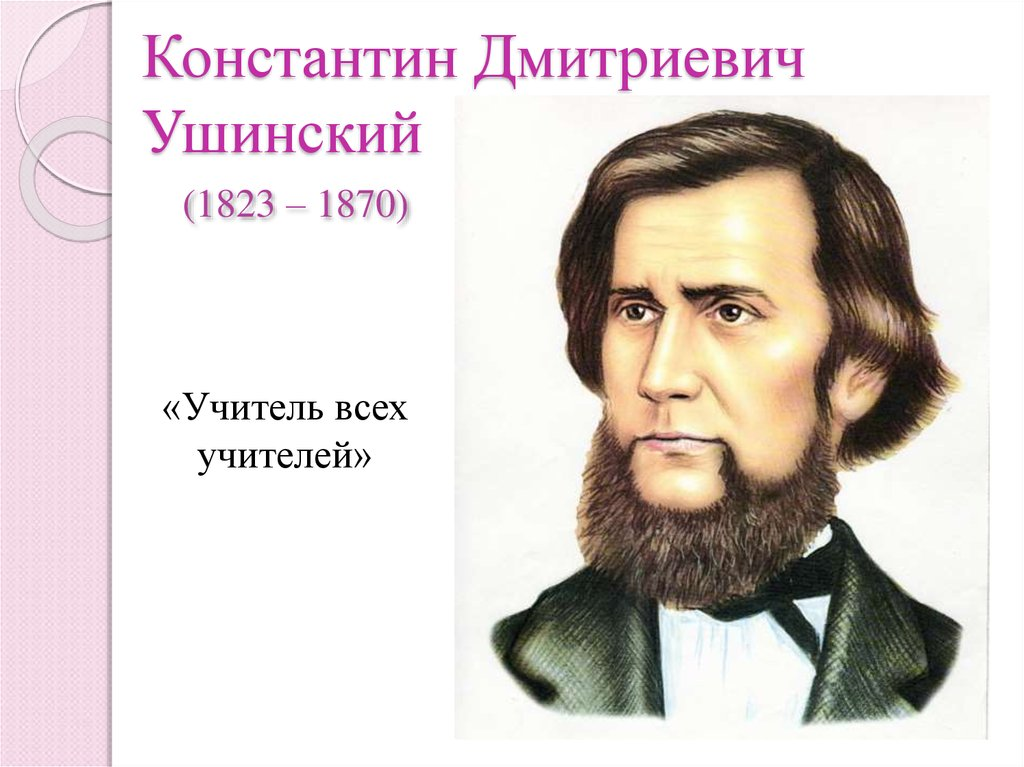 Константин Дмитриевич
Ушинский
(1823 – 1870)
«Учитель всех
учителей»